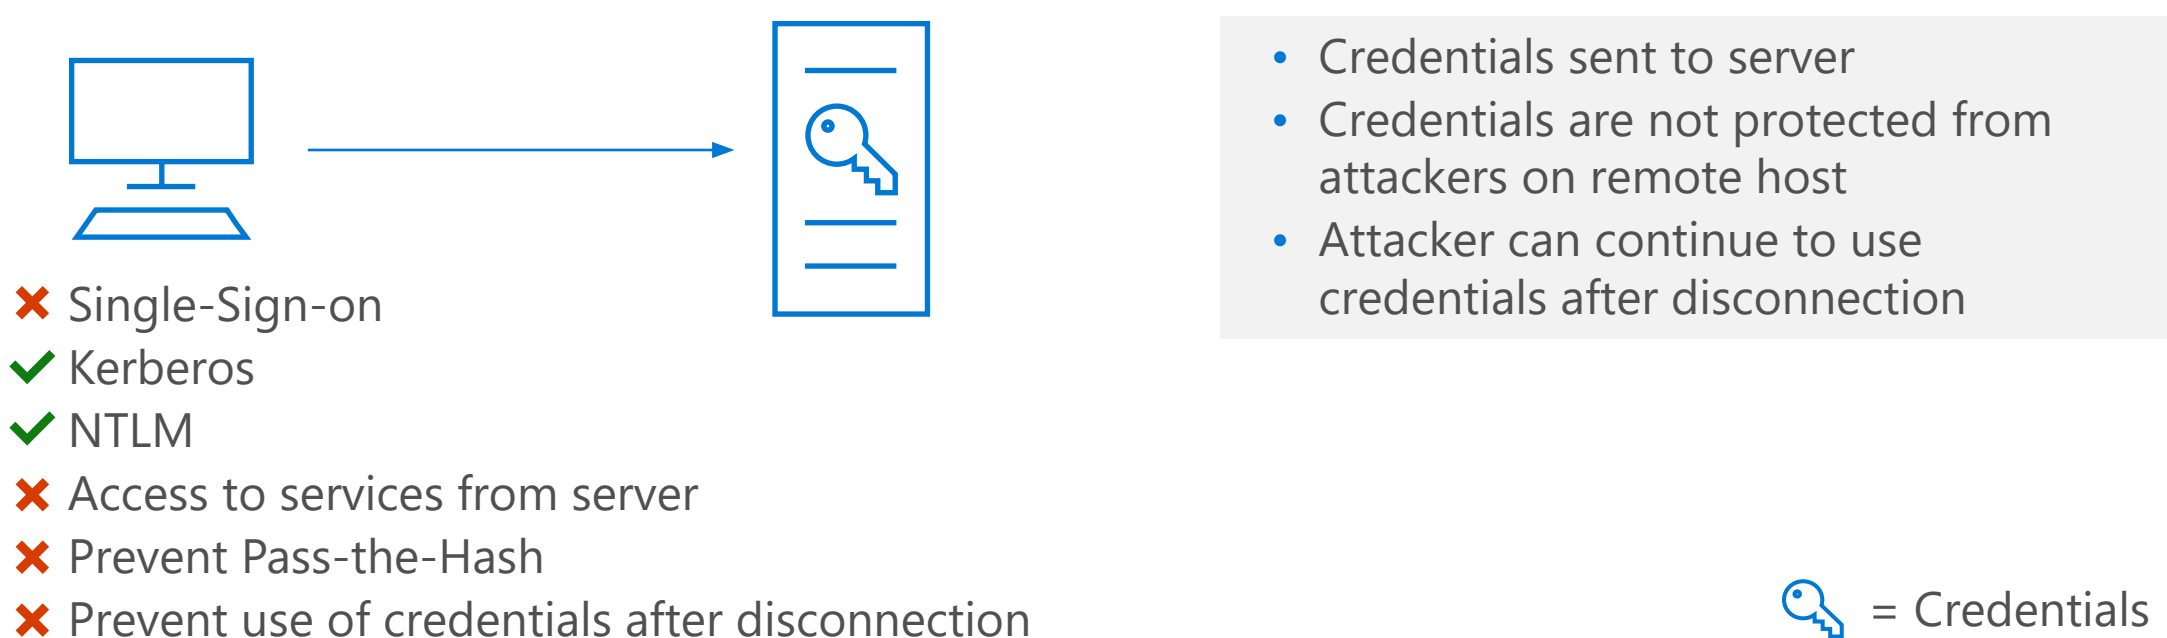 Credentials sent to server
Credentials are not protected from
attackers on remote host
Attacker can continue to use
credentials after disconnection
Single-Sign-on
Kerberos
NTLM
Access to services from server
Prevent Pass-the-Hash
Prevent use of credentials after disconnection
= Credentials